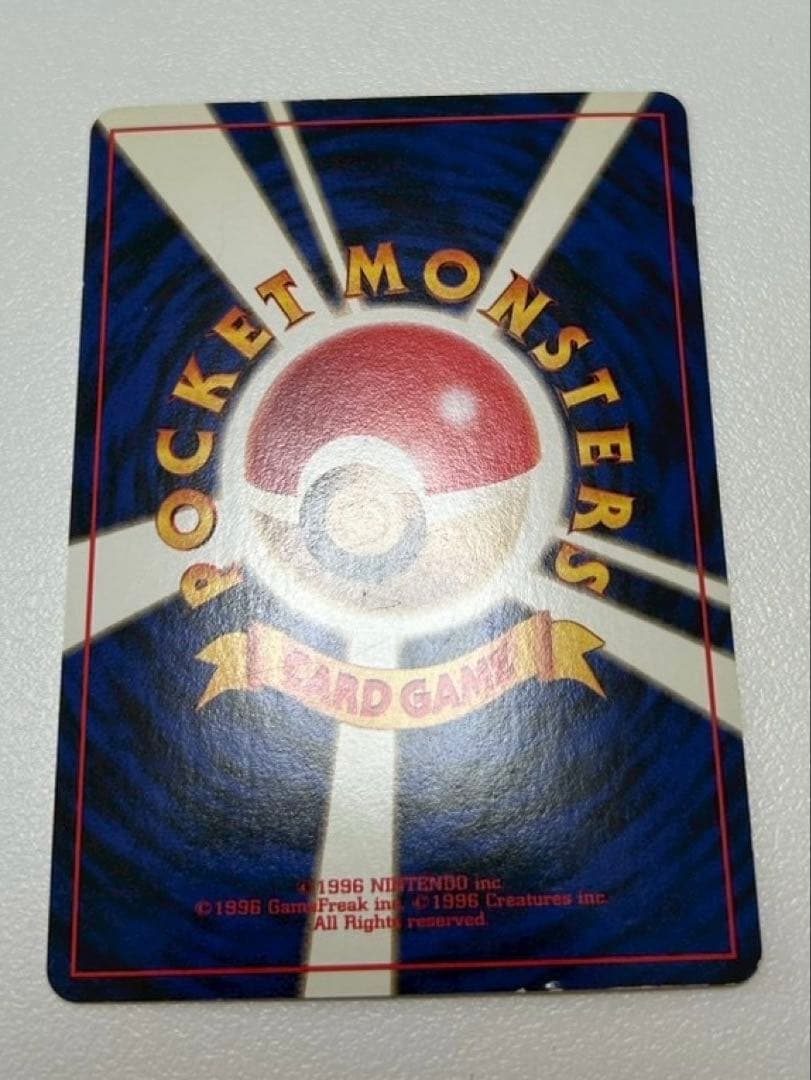 POCKET MONSTERS
CARD GAME
©1996 NINTENDO inc.
©1996 GameFreak inc. ©1996 Creatures inc.
All Rights reserved.